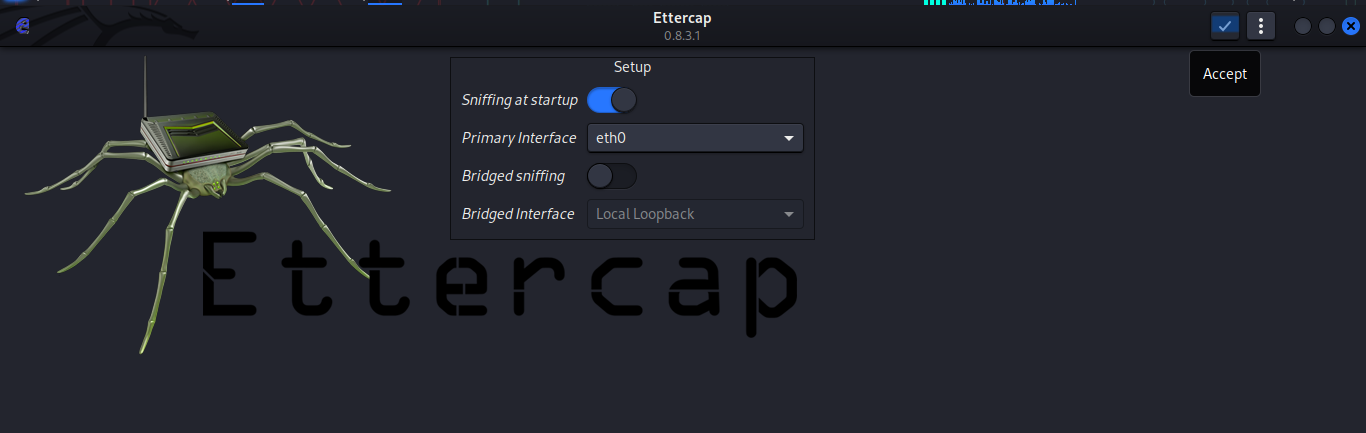 Ettercap
0.8.3.1
Accept
Setup
Sniffing at startup
Primary Interface eth0
Bridged sniffing
Bridged Interface Local Loopback
Ettercap